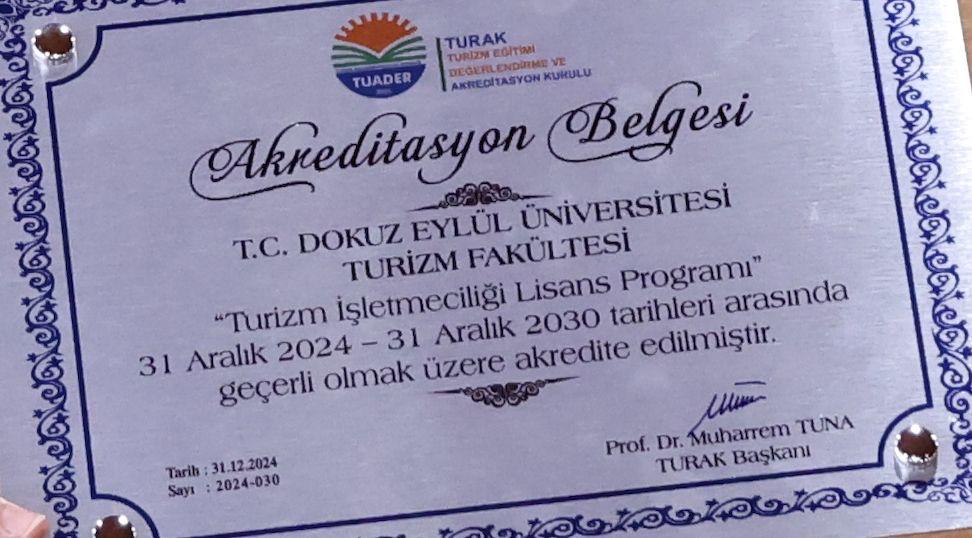 TUADER
TURAK
TURİZM EĞİTİMİ
DEĞERLENDİRME VE
AKREDİTASYON KURULU
Akreditasyon Belgesi
T.C. DOKUZ EYLÜL ÜNİVERSİTESİ
TURİZM FAKÜLTESİ
“Turizm İşletmeciliği Lisans Programı”
31 Aralık 2024 – 31 Aralık 2030 tarihleri arasında
geçerli olmak üzere akredite edilmiştir.
Prof. Dr. Muharrem TUNA
TURAK Başkanı
Tarih : 31.12.2024
Sayı : 2024-030